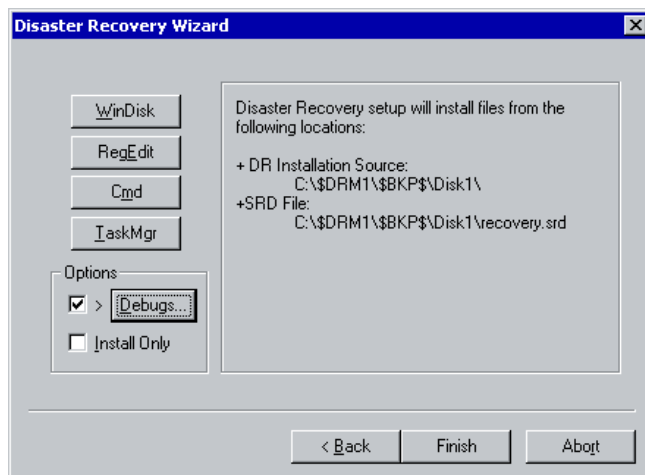 Disaster Recovery Wizard
WinDisk
RegEdit
Cmd
TaskMgr
Options
> Debugs...
Install Only
Disaster Recovery setup will install files from the
following locations:
+ DR Installation Source:
C:\$DRM1\$BKP$\Disk1\
+SRD File:
C:\$DRM1\$BKP$\Disk1\recovery.srd
< Back
Finish
Abort